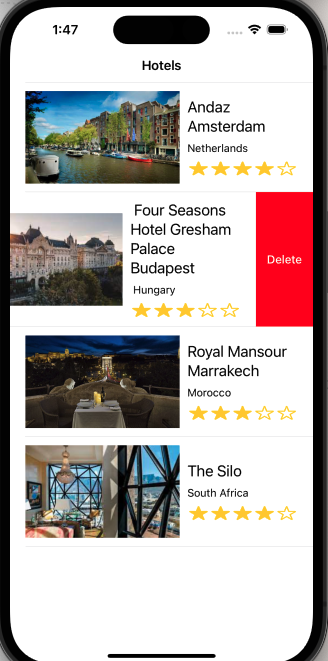 1:47
Hotels
Andaz
Amsterdam
Netherlands
Four Seasons
Hotel Gresham
Palace
Budapest
Hungary
Delete
Royal Mansour
Marrakech
Morocco
The Silo
South Africa